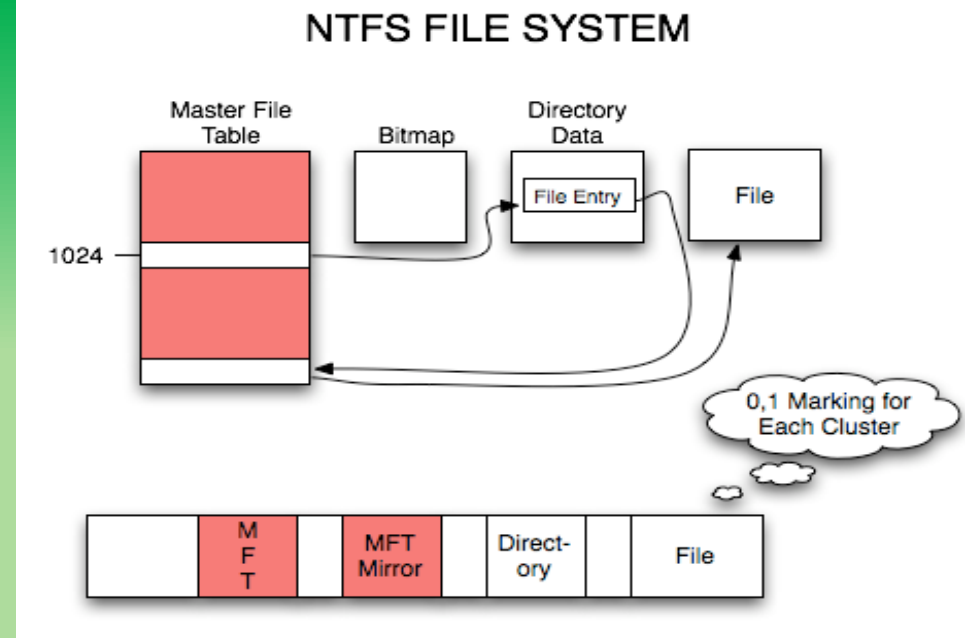 NTFS FILE SYSTEM
Master File
Table
Bitmap
Directory
Data
File Entry
File
1024
0,1 Marking for
Each Cluster
M
F
T
MFT
Mirror
Direct-
ory
File